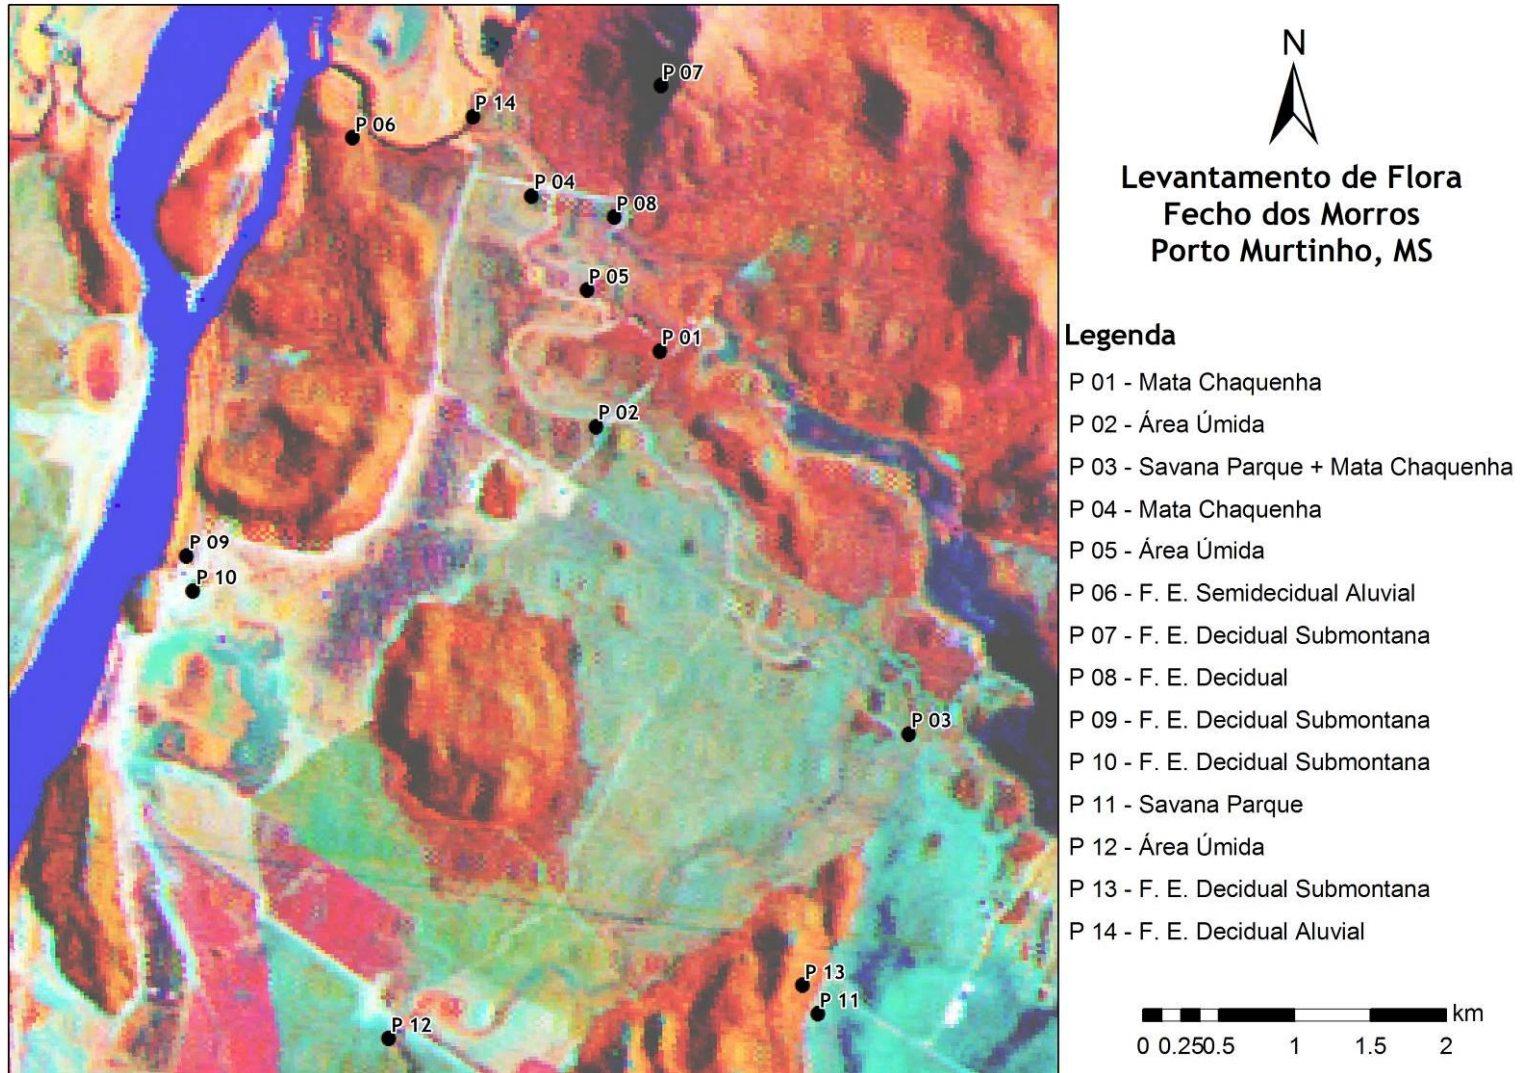 P 07
P 14
P 06
P 04
P 08
P 05
P 01
P 02
P 09
P 10
P 03
P 13
P 11
P 12
N
Levantamento de Flora
Fecho dos Morros
Porto Murtinho, MS
Legenda
P 01 - Mata Chaquenha
P 02 - Área Úmida
P 03 - Savana Parque + Mata Chaquenha
P 04 - Mata Chaquenha
P 05 - Área Úmida
P 06 - F. E. Semidecidual Aluvial
P 07 - F. E. Decidual Submontana
P 08 - F. E. Decidual
P 09 - F. E. Decidual Submontana
P 10 - F. E. Decidual Submontana
P 11 - Savana Parque
P 12 - Área Úmida
P 13 - F. E. Decidual Submontana
P 14 - F. E. Decidual Aluvial
km
0 0.250.5 1 1.5 2